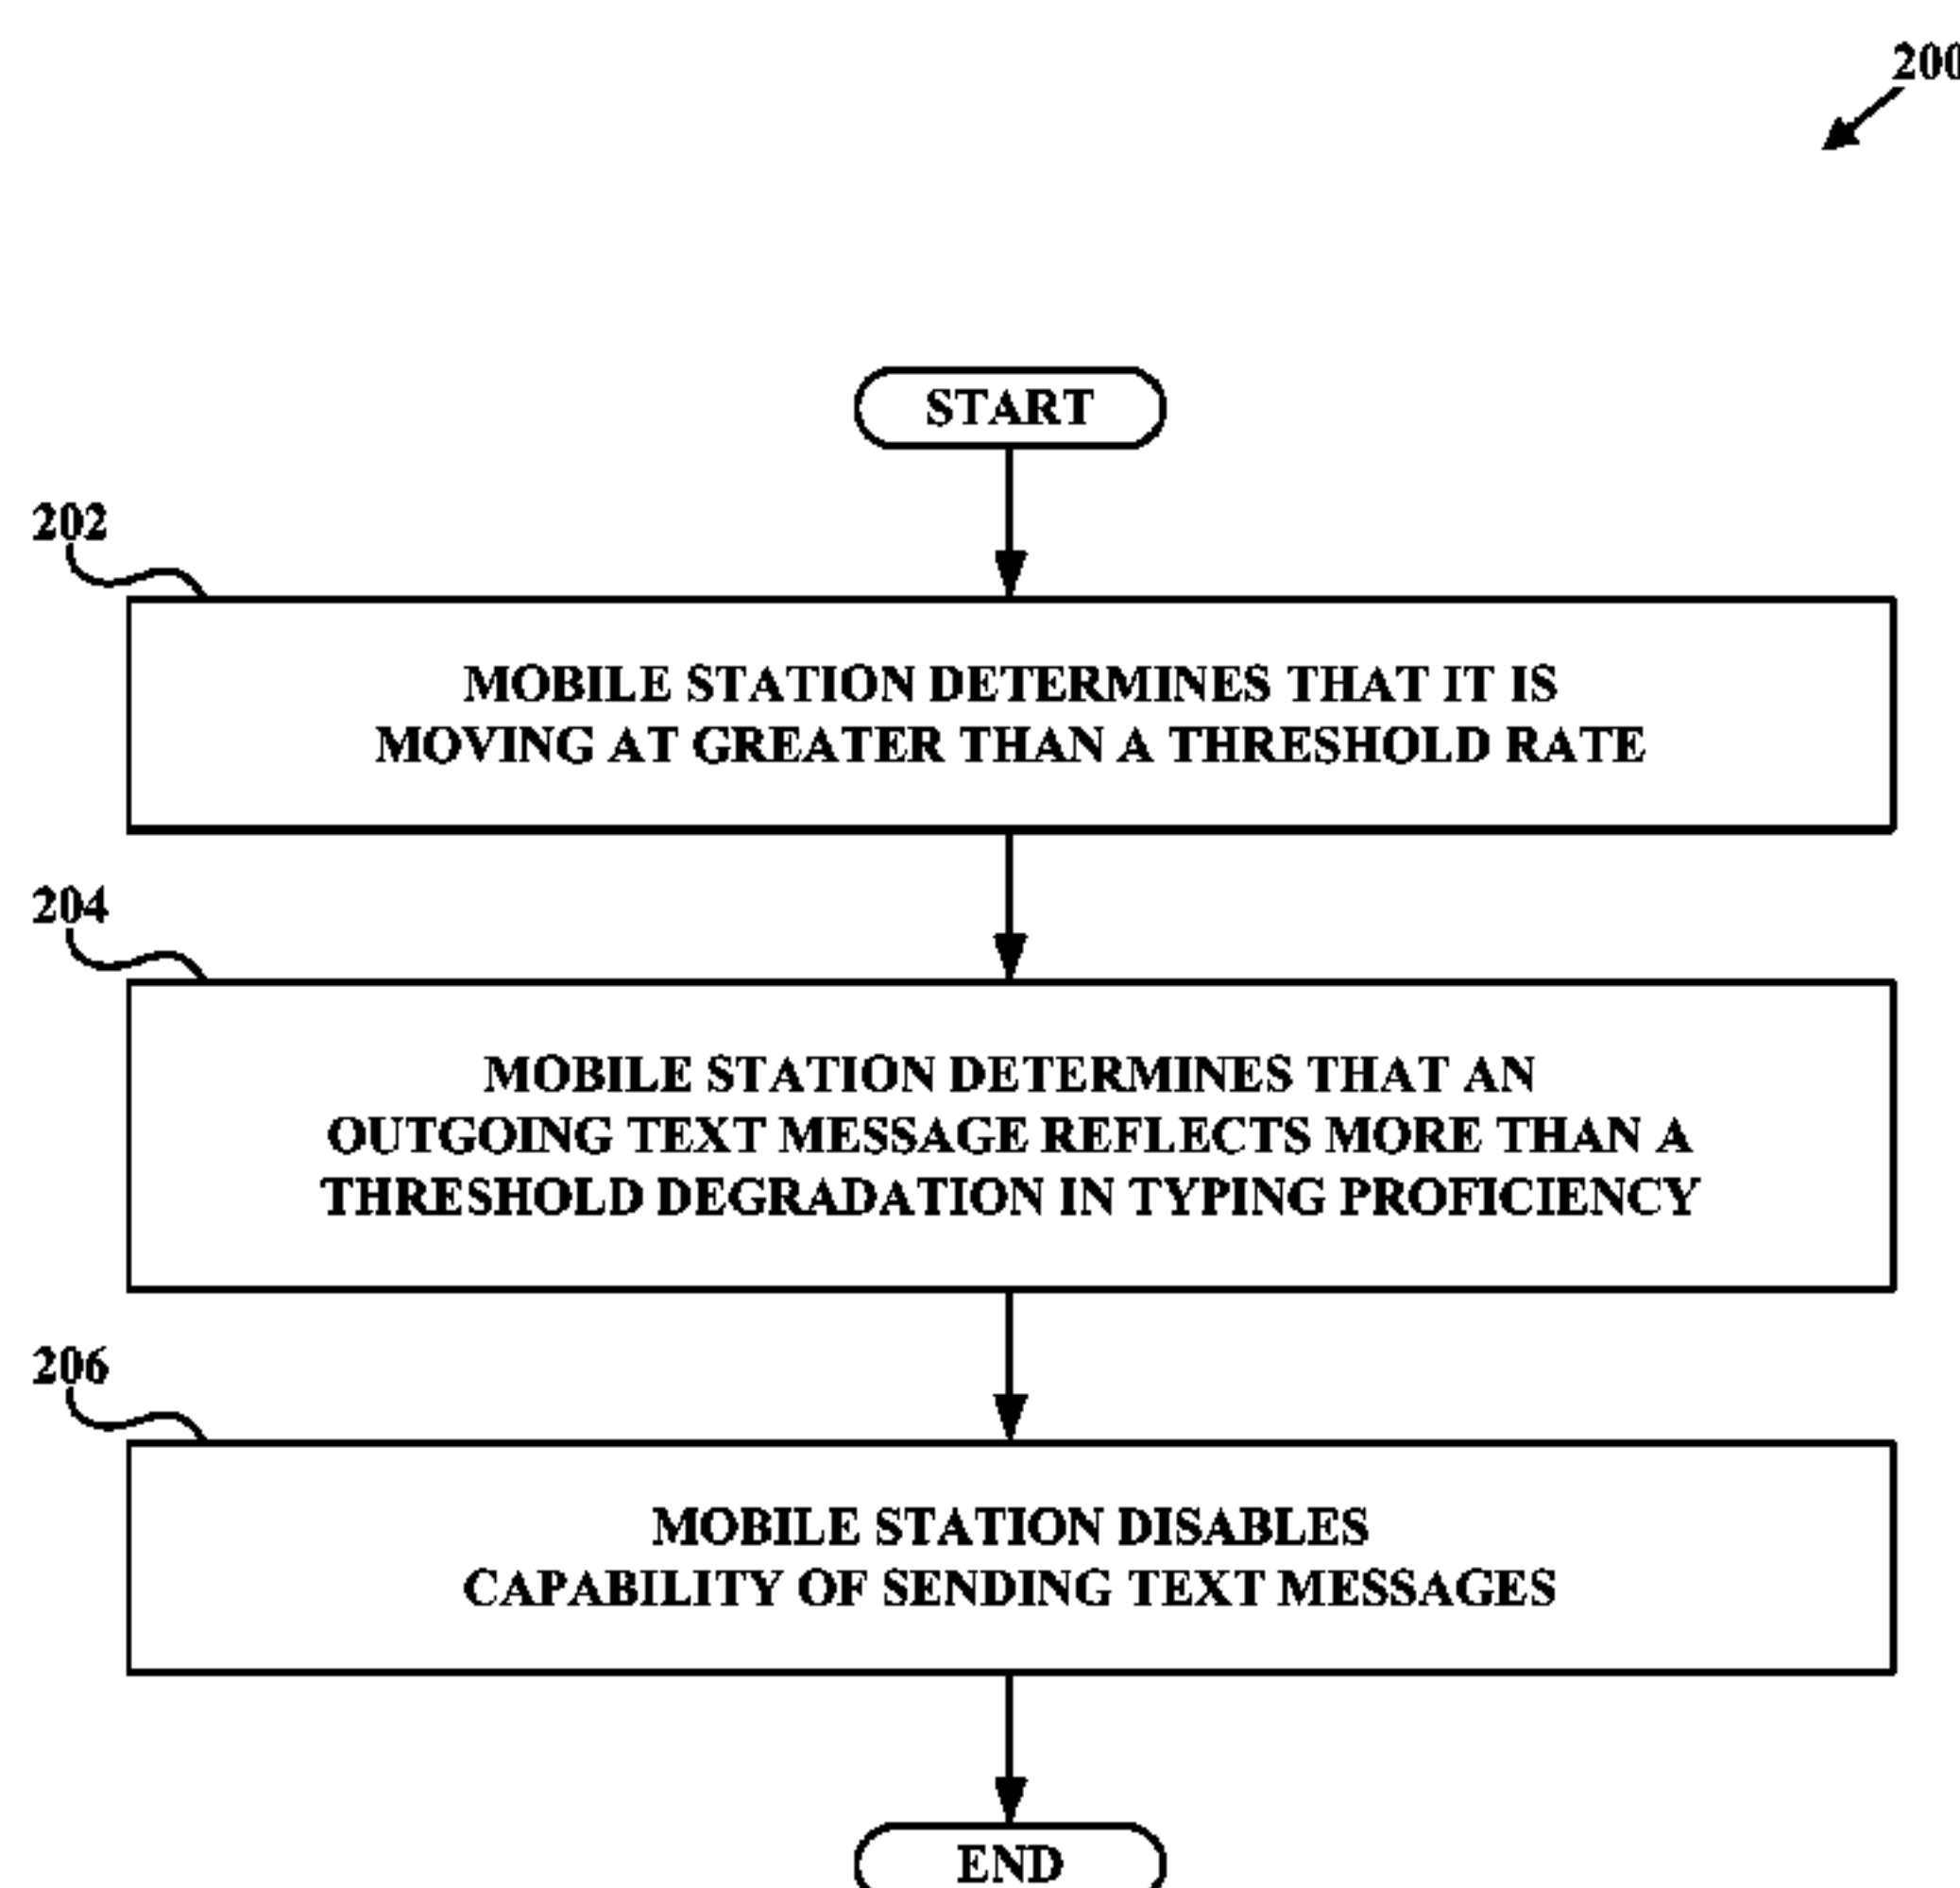 200
START
202
MOBILE STATION DETERMINES THAT IT IS
MOVING AT GREATER THAN A THRESHOLD RATE
204
MOBILE STATION DETERMINES THAT AN
OUTGOING TEXT MESSAGE REFLECTS MORE THAN A
THRESHOLD DEGRADATION IN TYPING PROFICIENCY
206
MOBILE STATION DISABLES
CAPABILITY OF SENDING TEXT MESSAGES
END